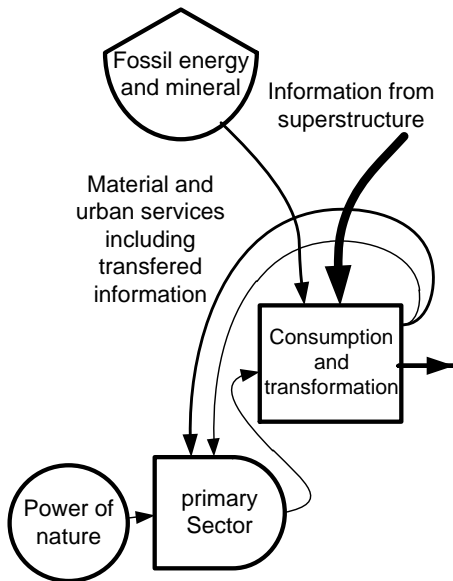 Fossil energy
and mineral
Information from
superstructure
Material and
urban services
including
transfered
information
Consumption
and
transformation
primary
Sector
Power of
nature